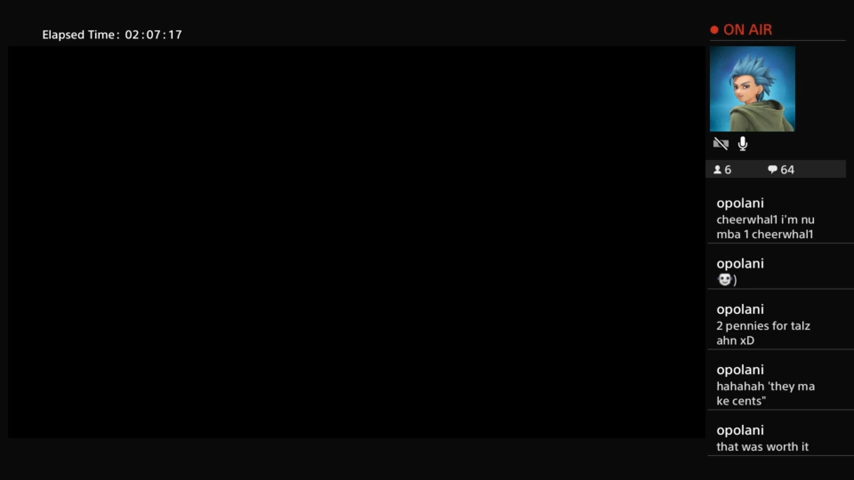 Elapsed Time: 02:07:17
ON AIR
6
64
opolani
cheerwhal1 i'm nu
mba 1 cheerwhal1
opolani
)
opolani
2 pennies for talz
ahn xD
opolani
hahahah 'they ma
ke cents"
opolani
that was worth it